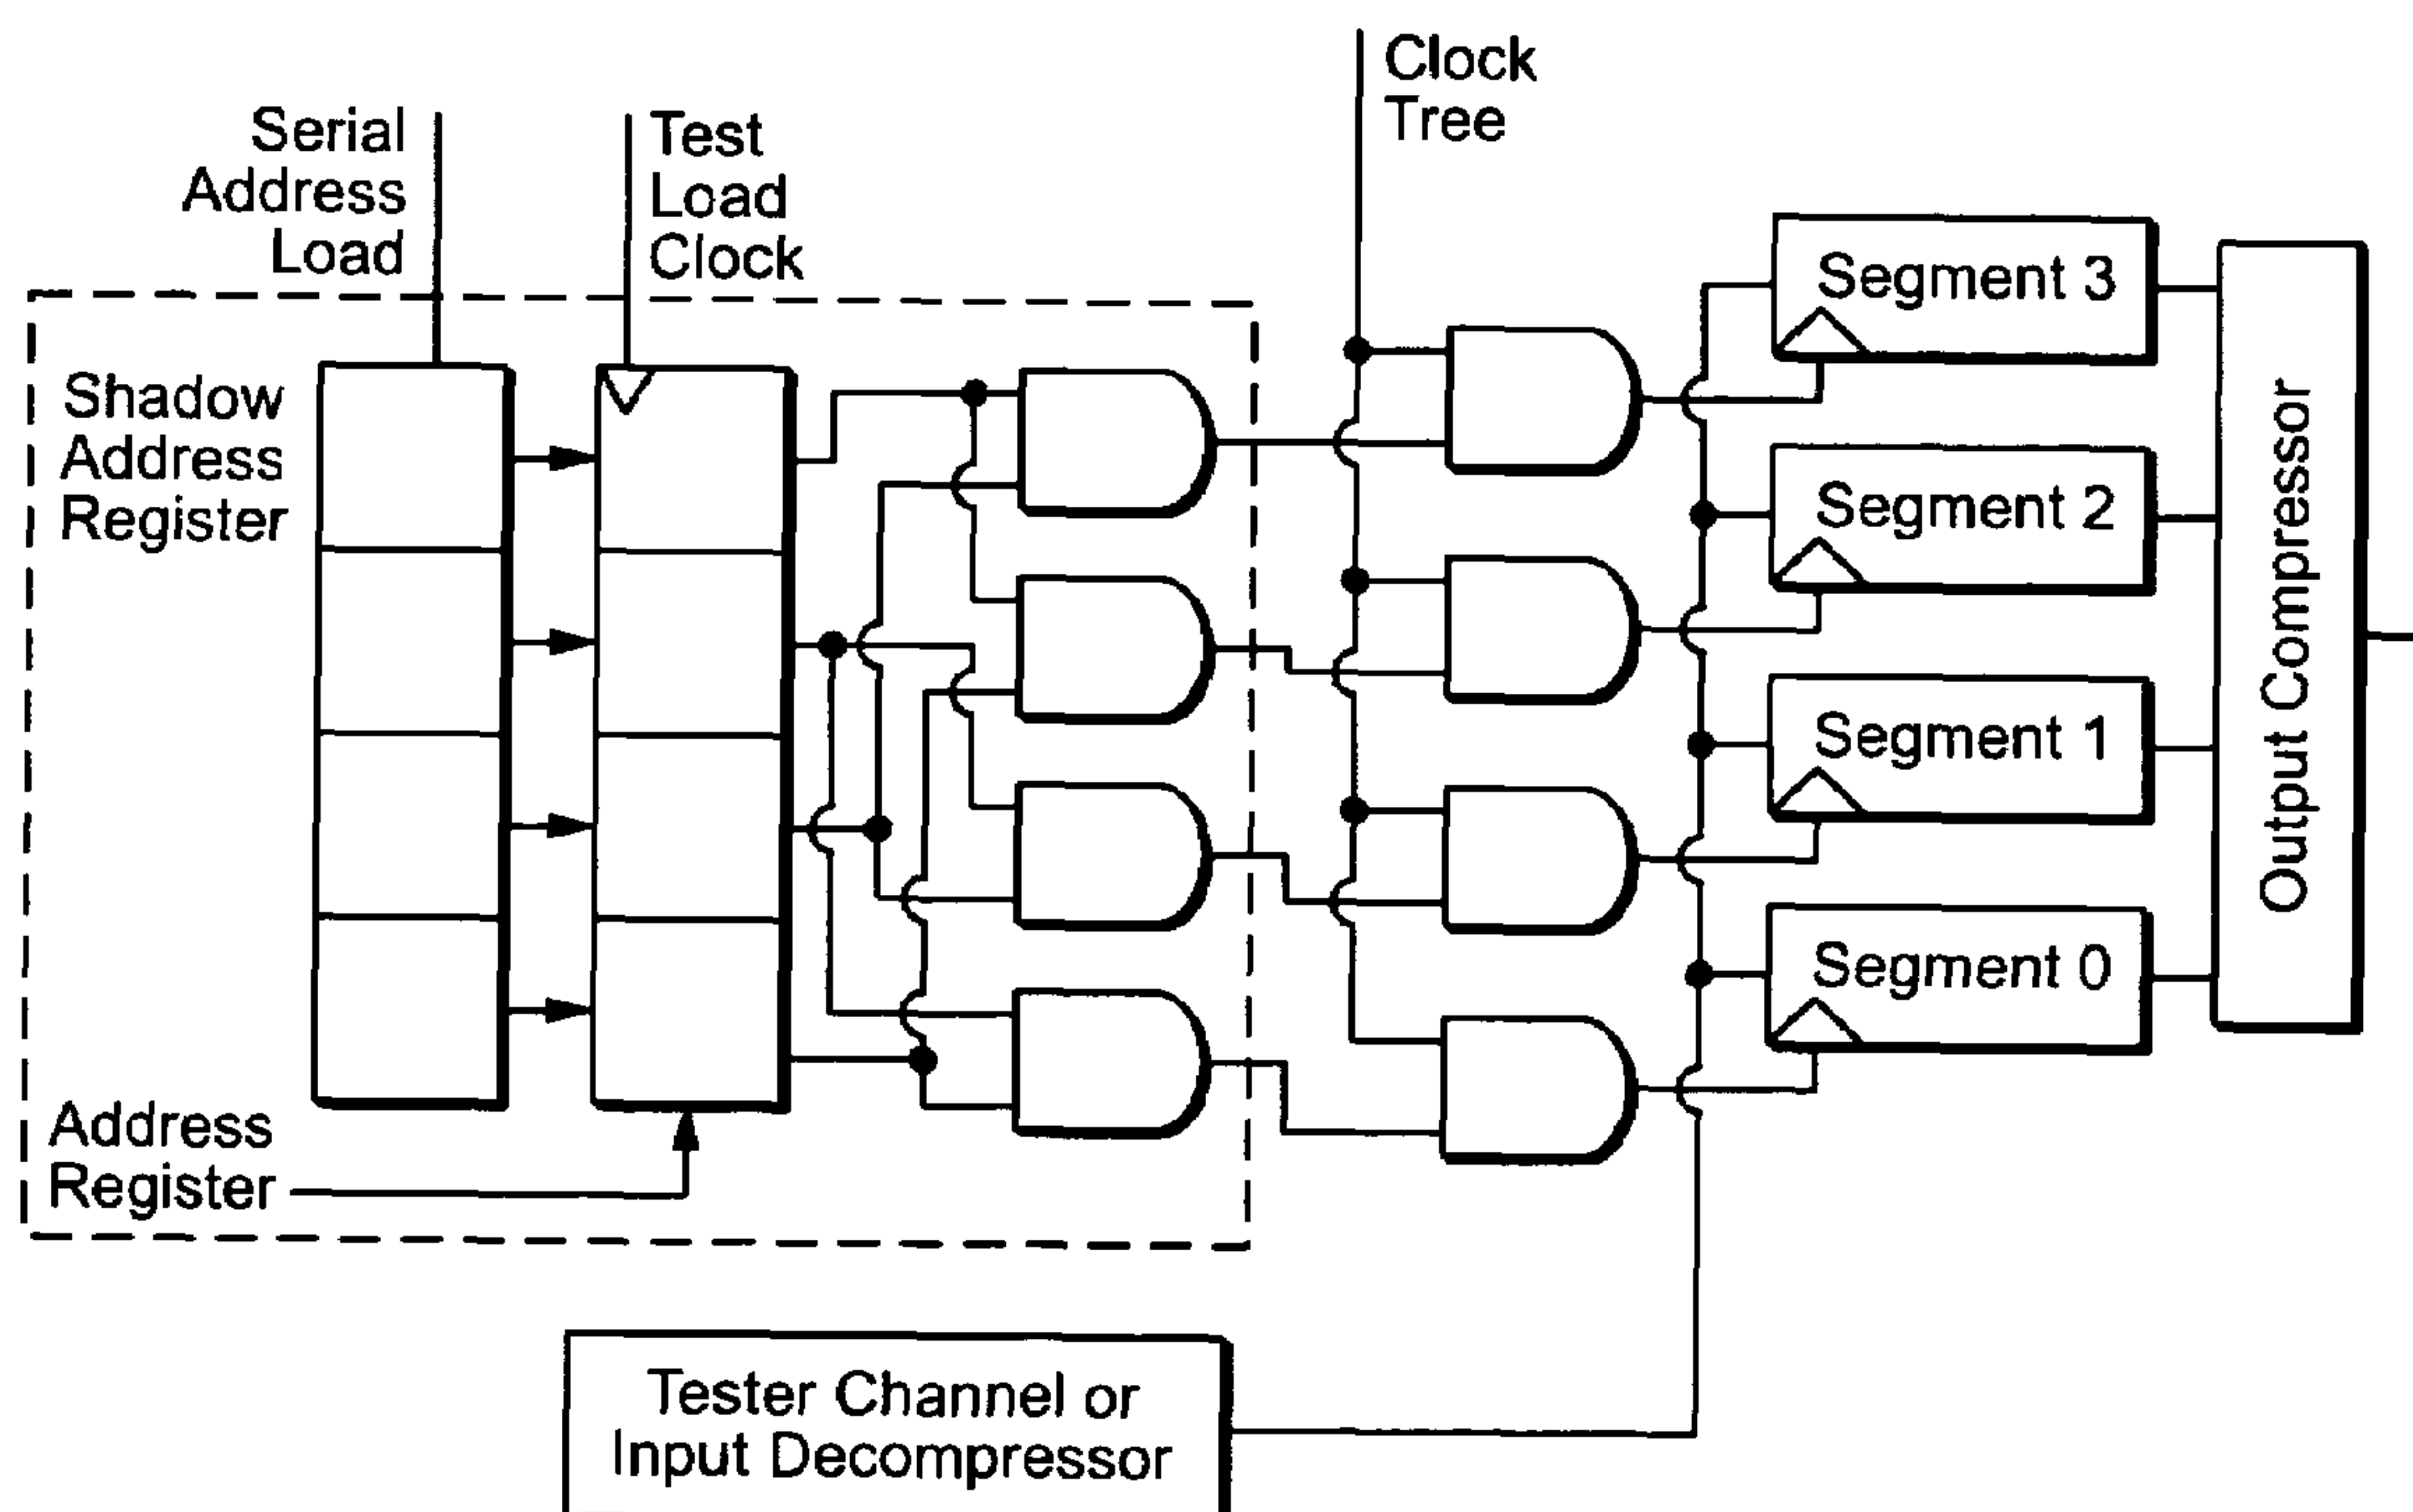 Clock
Tree
Serial
Address
Load
Test
Load
Clock
Shadow
Address
Register
Segment 3
Segment 2
Segment 1
Segment 0
Output Compressor
Address
Register
Tester Channel or
Input Decompressor